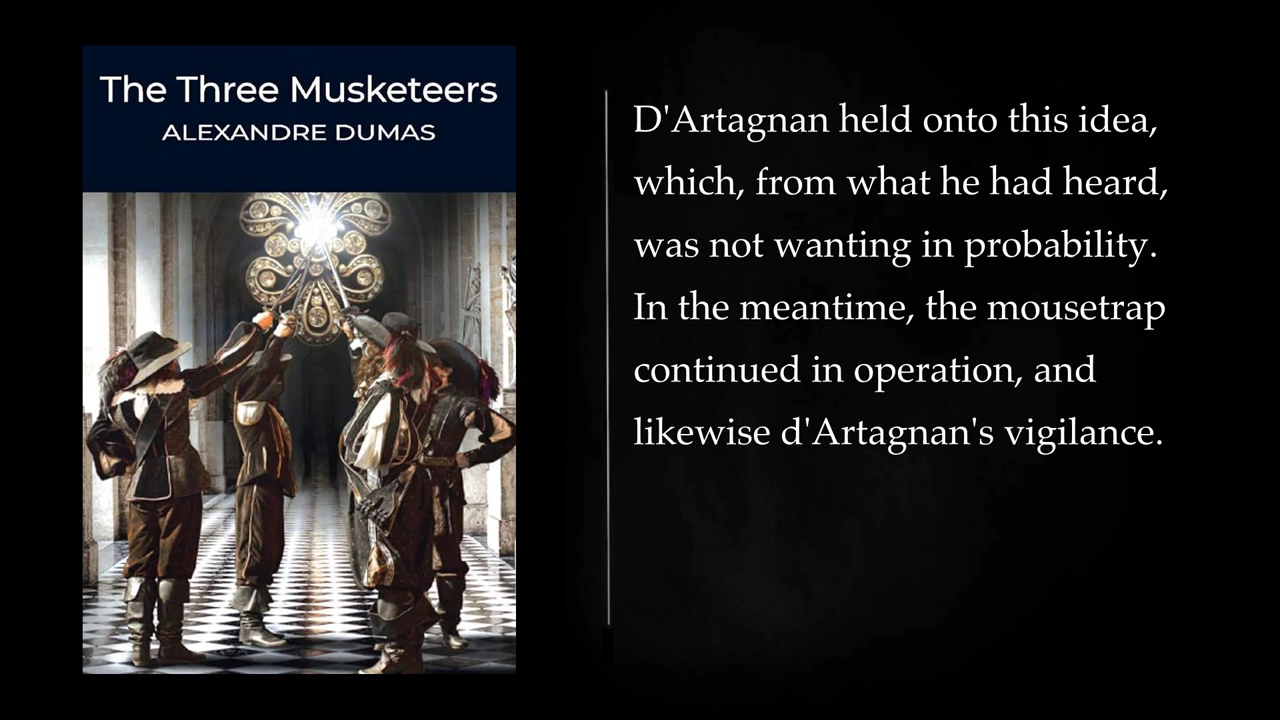 The Three Musketeers
ALEXANDRE DUMAS
D'Artagnan held onto this idea,
which, from what he had heard,
was not wanting in probability.
In the meantime, the mousetrap
continued in operation, and
likewise d'Artagnan's vigilance.